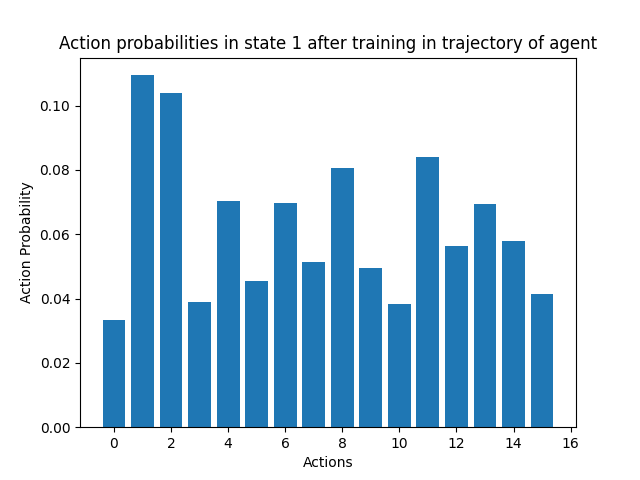 Action probabilities in state 1 after training in trajectory of agent
0.10
0.08
0.06
0.04
0.02
0.00
Action Probability
0 2 4 6 8 10 12 14 16
Actions